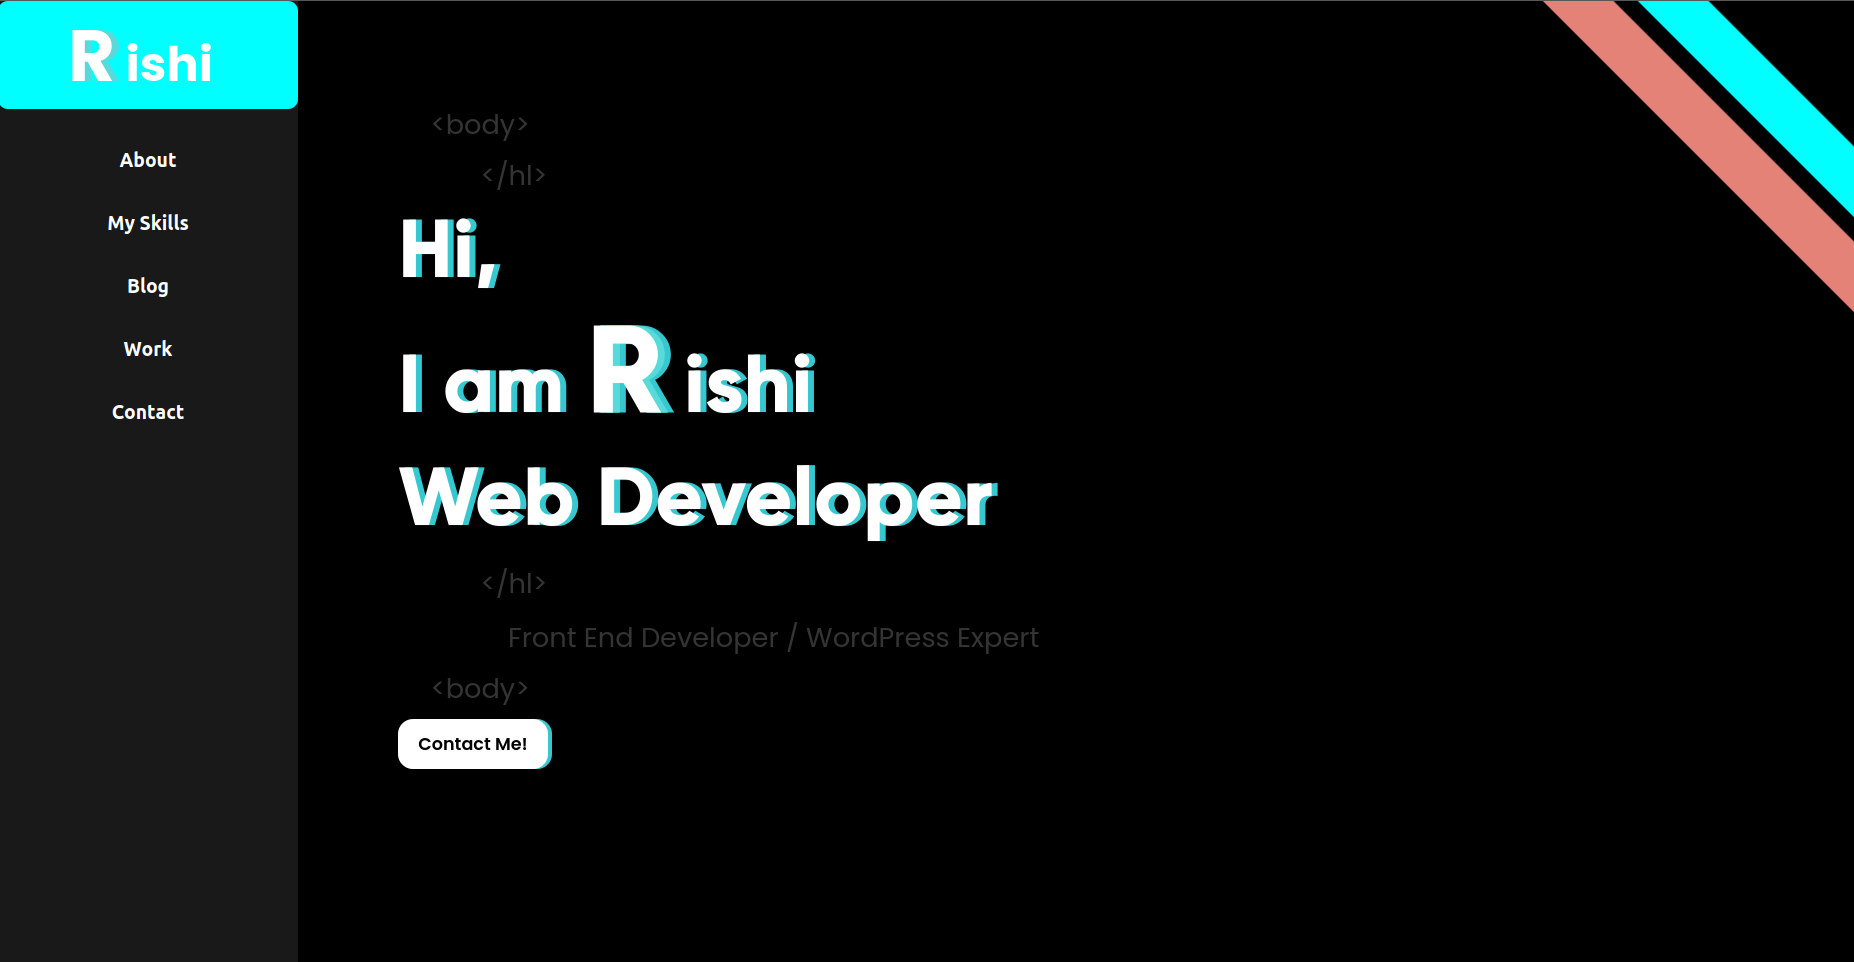 Rishi
About
My Skills
Blog
Work
Contact
<body>
</hl>
Hi,
I am Rishi
Web Developer
</hl>
Front End Developer / WordPress Expert
<body>
Contact Me!